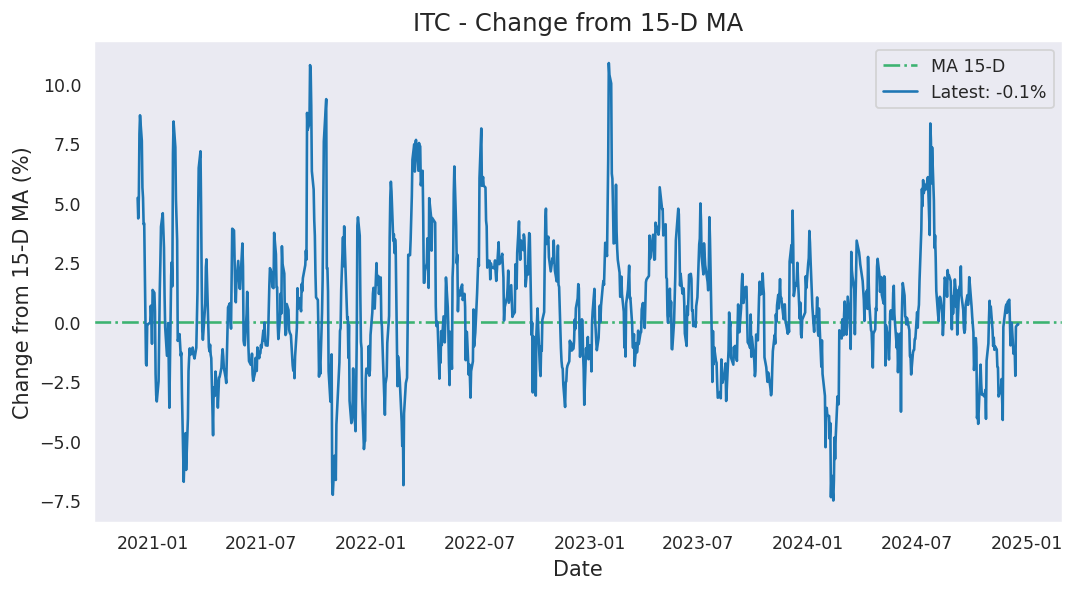 ITC - Change from 15-D MA
MA 15-D
Latest: -0.1%
Change from 15-D MA (%)
10.0
7.5
5.0
2.5
0.0
−2.5
−5.0
−7.5
2021-01 2021-07 2022-01 2022-07 2023-01 2023-07 2024-01 2024-07 2025-01
Date